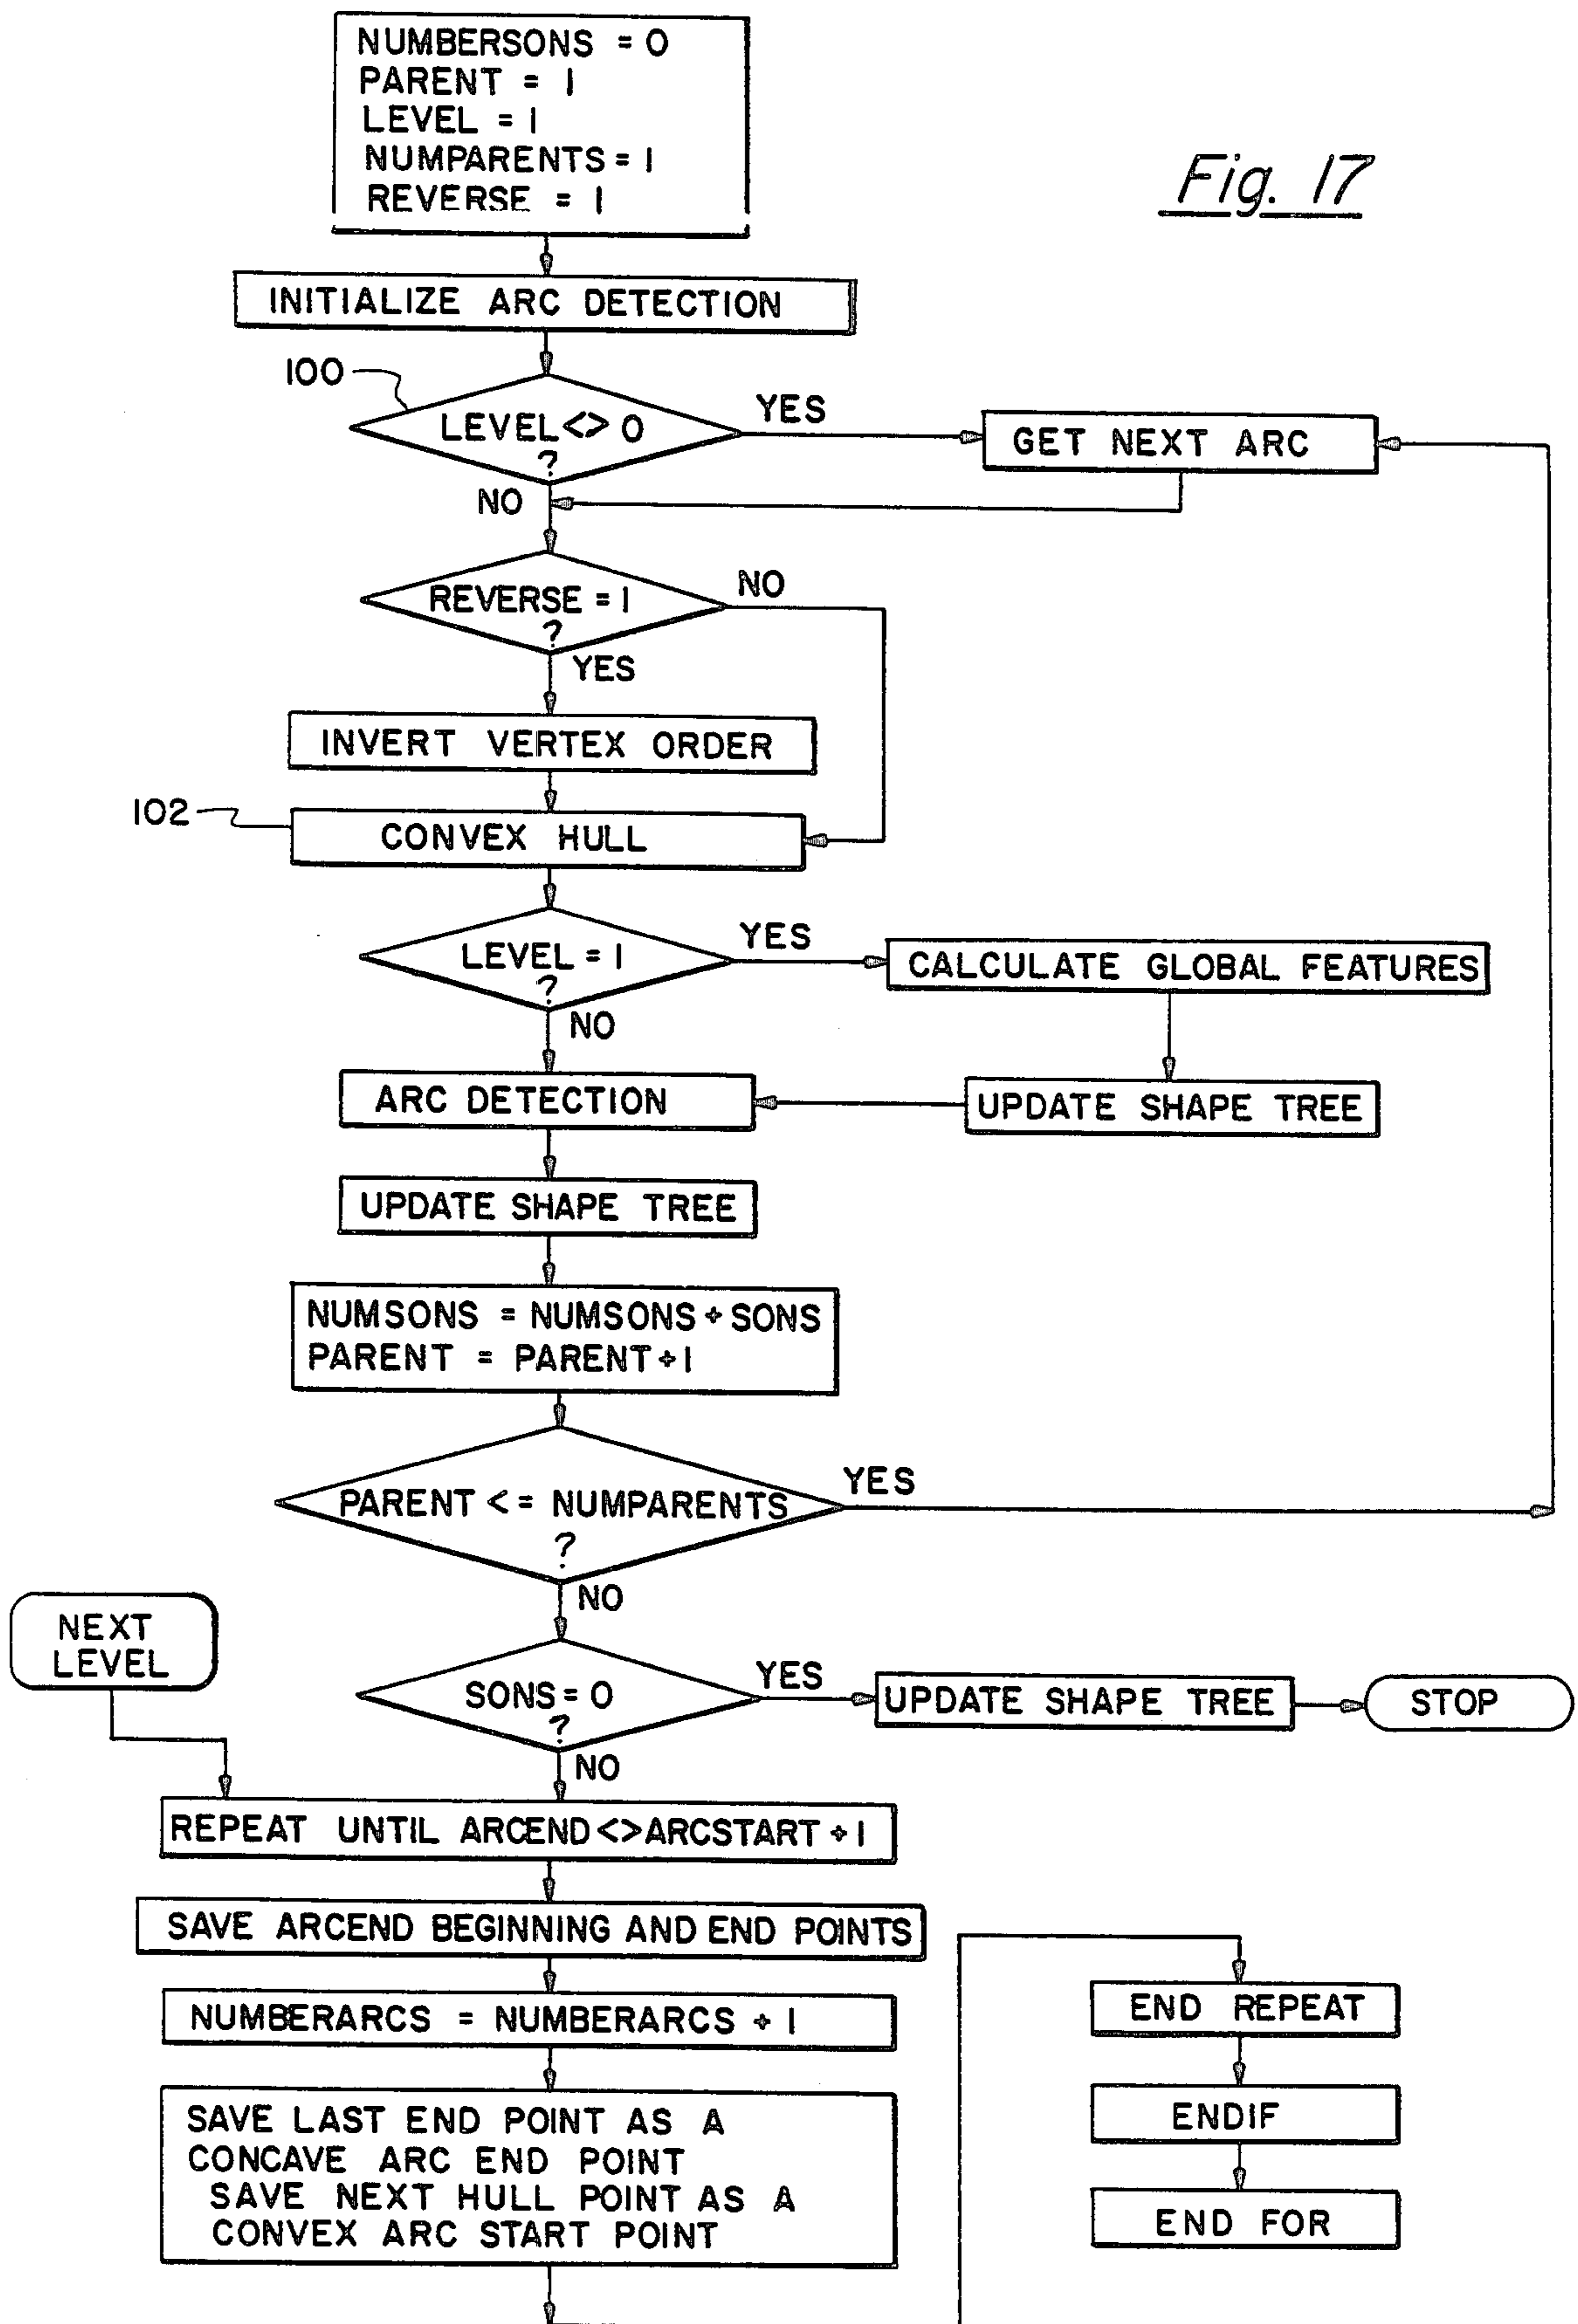 NUMBERSONS = 0
PARENT = 1
LEVEL = 1
NUMPARENTS = 1
REVERSE = 1
Fig. 17
INITIALIZE ARC DETECTION
100
LEVEL <> 0
?
YES
GET NEXT ARC
NO
REVERSE = 1
?
NO
YES
INVERT VERTEX ORDER
102
CONVEX HULL
LEVEL = 1
?
YES
CALCULATE GLOBAL FEATURES
NO
ARC DETECTION
UPDATE SHAPE TREE
UPDATE SHAPE TREE
NUMSONS = NUMSONS + SONS
PARENT = PARENT + 1
PARENT <= NUMPARENTS
?
YES
NO
NEXT
LEVEL
SONS = 0
?
YES
UPDATE SHAPE TREE
STOP
NO
REPEAT UNTIL ARCEND <> ARCSTART + 1
SAVE ARCEND BEGINNING AND END POINTS
NUMBERARCS = NUMBERARCS + 1
SAVE LAST END POINT AS A
CONCAVE ARC END POINT
SAVE NEXT HULL POINT AS A
CONVEX ARC START POINT
END REPEAT
ENDIF
END FOR